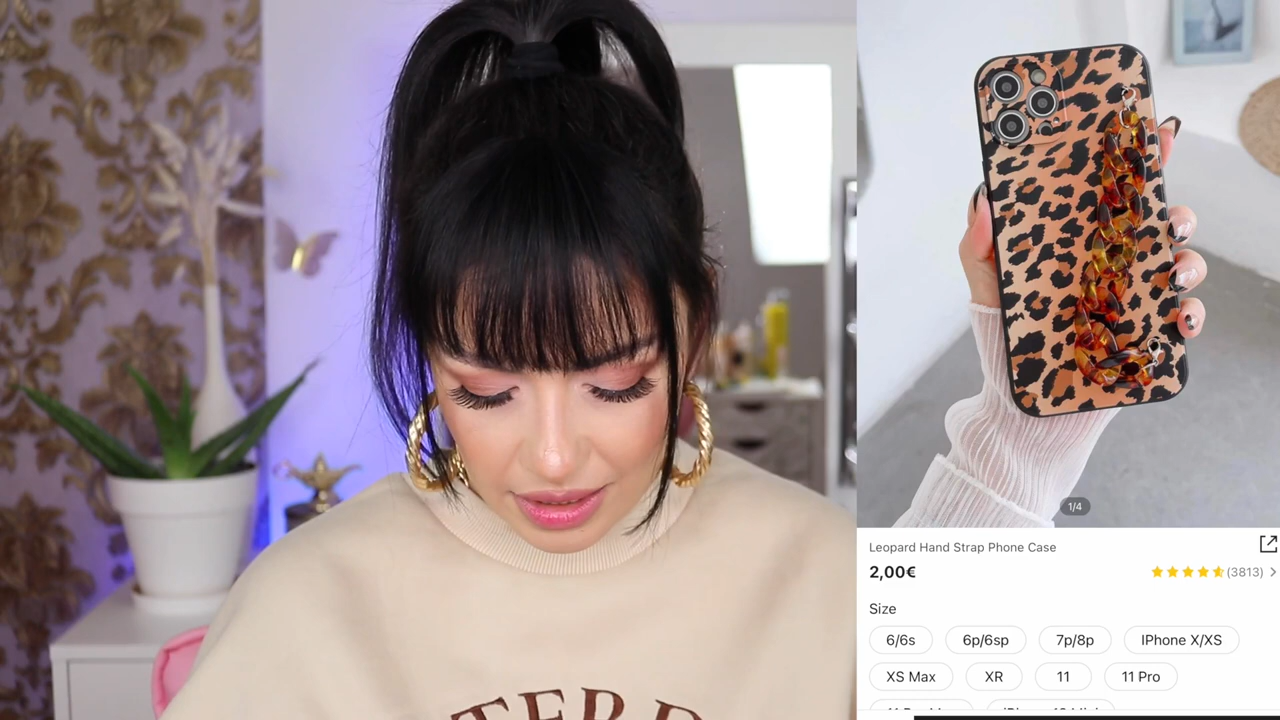 1/4
Leopard Hand Strap Phone Case
2,00€
(3813)
Size
6/6s
6p/6sp
7p/8p
IPhone X/XS
XS Max
XR
11
11 Pro